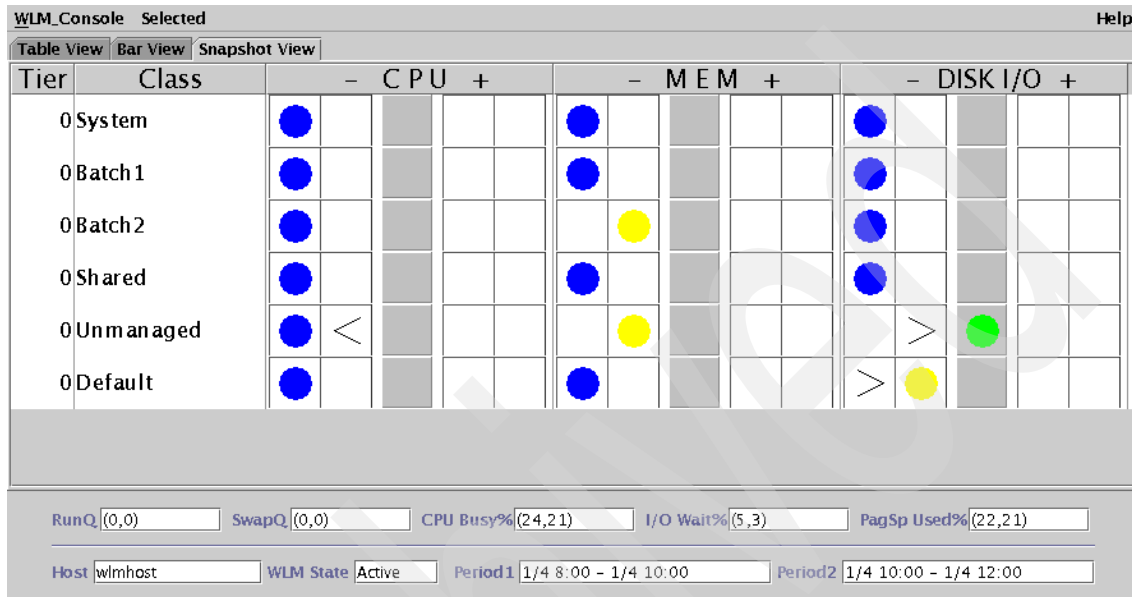 WLM_Console Selected Help
Table View Bar View Snapshot View
Tier Class - CPU + - MEM + - DISK I/O +
0 System
0 Batch1
0 Batch2
0 Shared
0 Unmanaged < >
0 Default >
RunQ (0,0) SwapQ (0,0) CPU Busy% (24,21) I/O Wait% (5,3) PagSp Used% (22,21)
Host wlmhost WLM State Active Period1 1/4 8:00 - 1/4 10:00 Period2 1/4 10:00 - 1/4 12:00